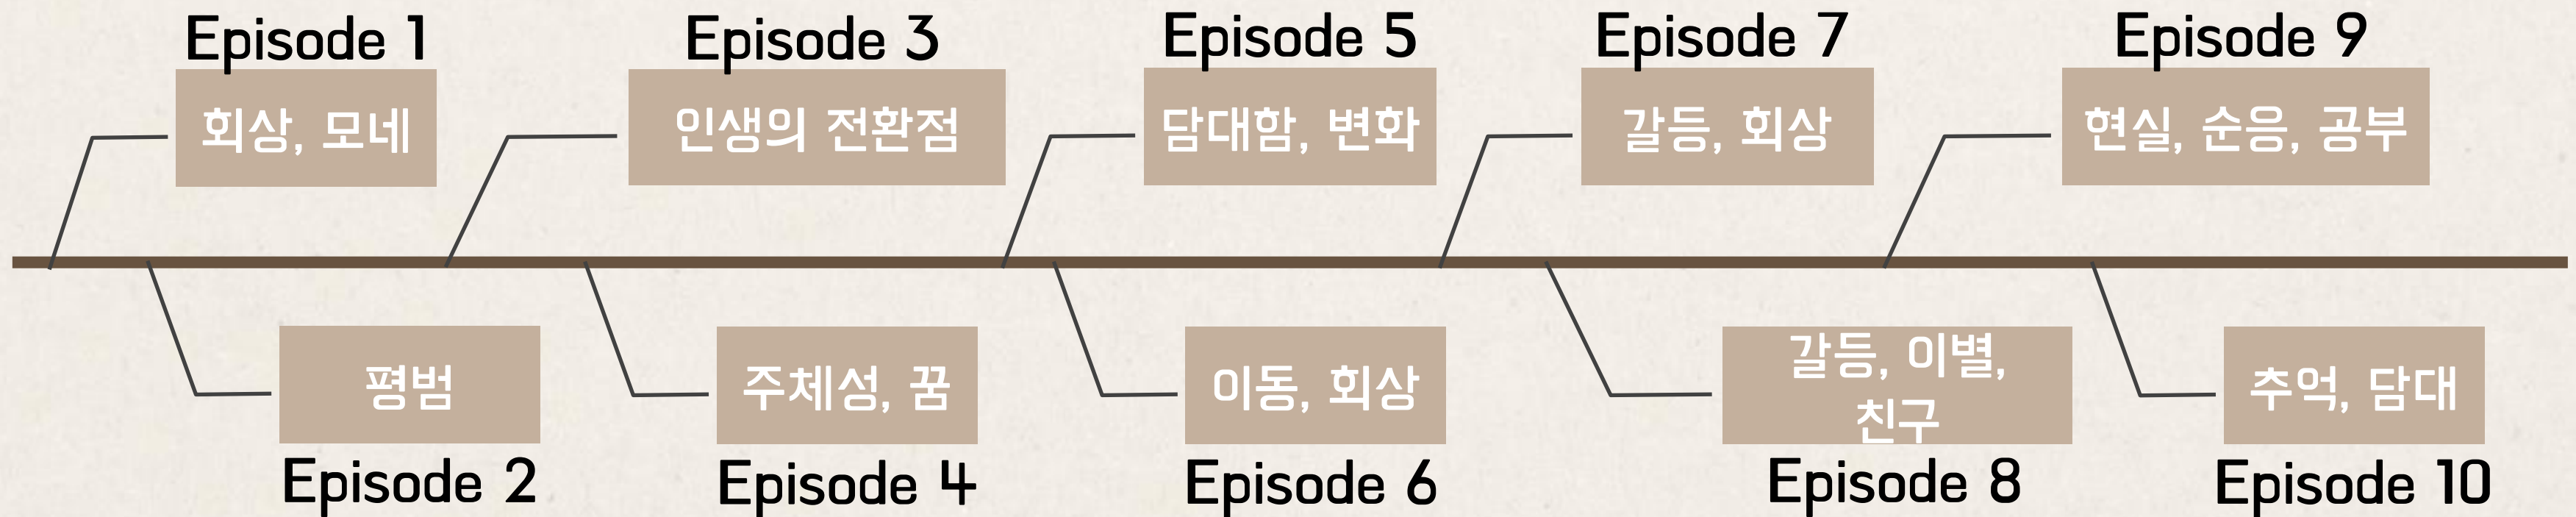 Episode 1
회상, 모네
Episode 2
평범
Episode 3
인생의 전환점
Episode 4
주체성, 꿈
Episode 5
담대함, 변화
Episode 6
이동, 회상
Episode 7
갈등, 회상
Episode 8
갈등, 이별,
친구
Episode 9
현실, 순응, 공부
Episode 10
추억, 담대